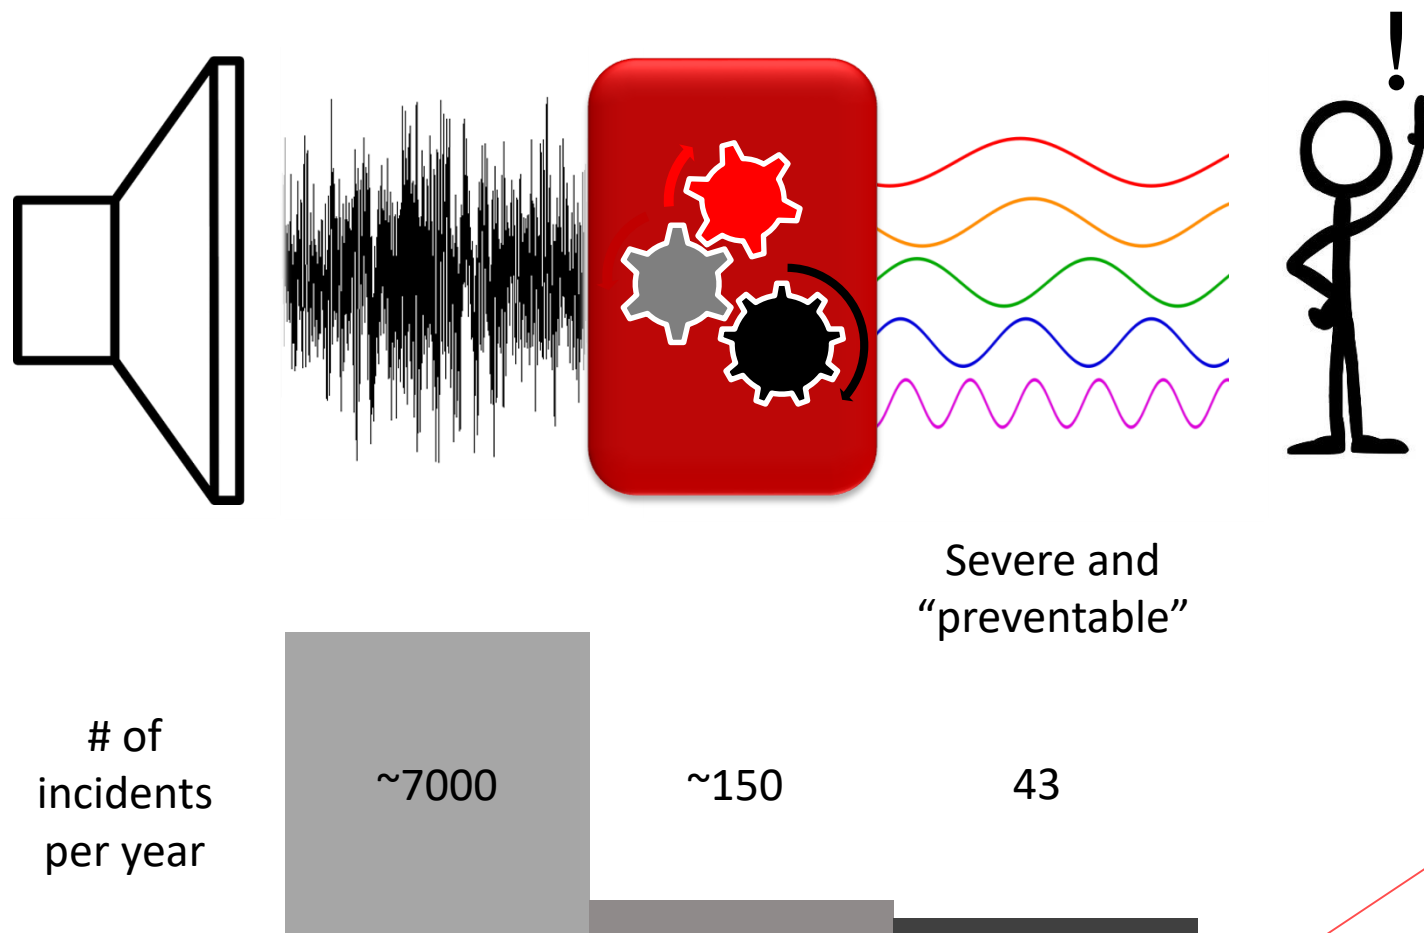 !
Severe and
“preventable”
# of
incidents
per year
~7000
~150
43